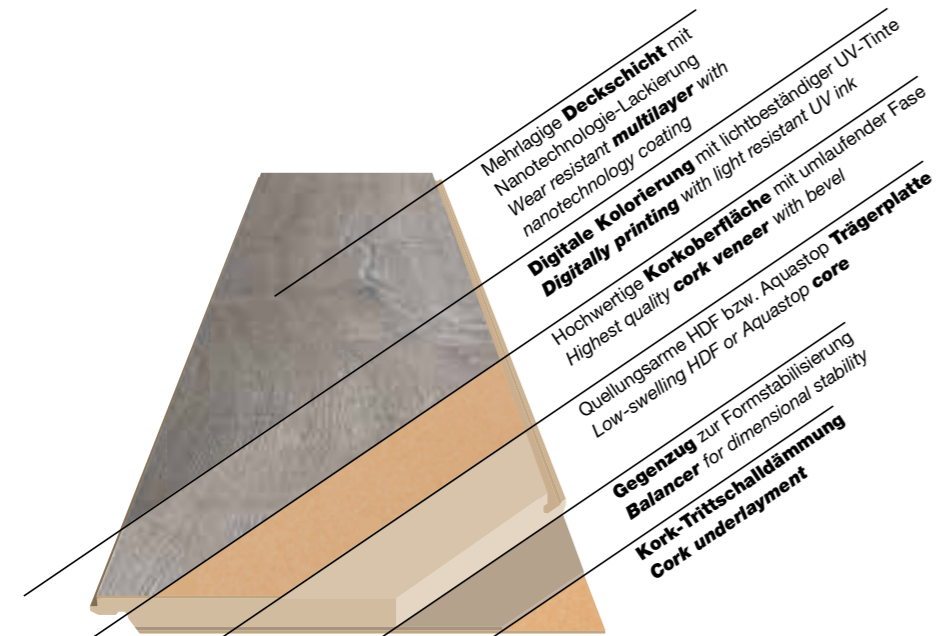 Mehrlagige Deckschicht mit
Nanotechnologie-Lackierung
Wear resistant multilayer with
nanotechnology coating
Digitale Kolorierung mit lichtbeständiger UV-Tinte
Digitally printing with light resistant UV ink
Hochwertige Korkoberfläche mit umlaufender Fase
Highest quality cork veneer with bevel
Quellungsarme HDF bzw. Aquastop Trägerplatte
Low-swelling HDF or Aquastop core
Gegenzug zur Formstabilisierung
Balancer for dimensional stability
Kork-Trittschalldämmung
Cork underlayment